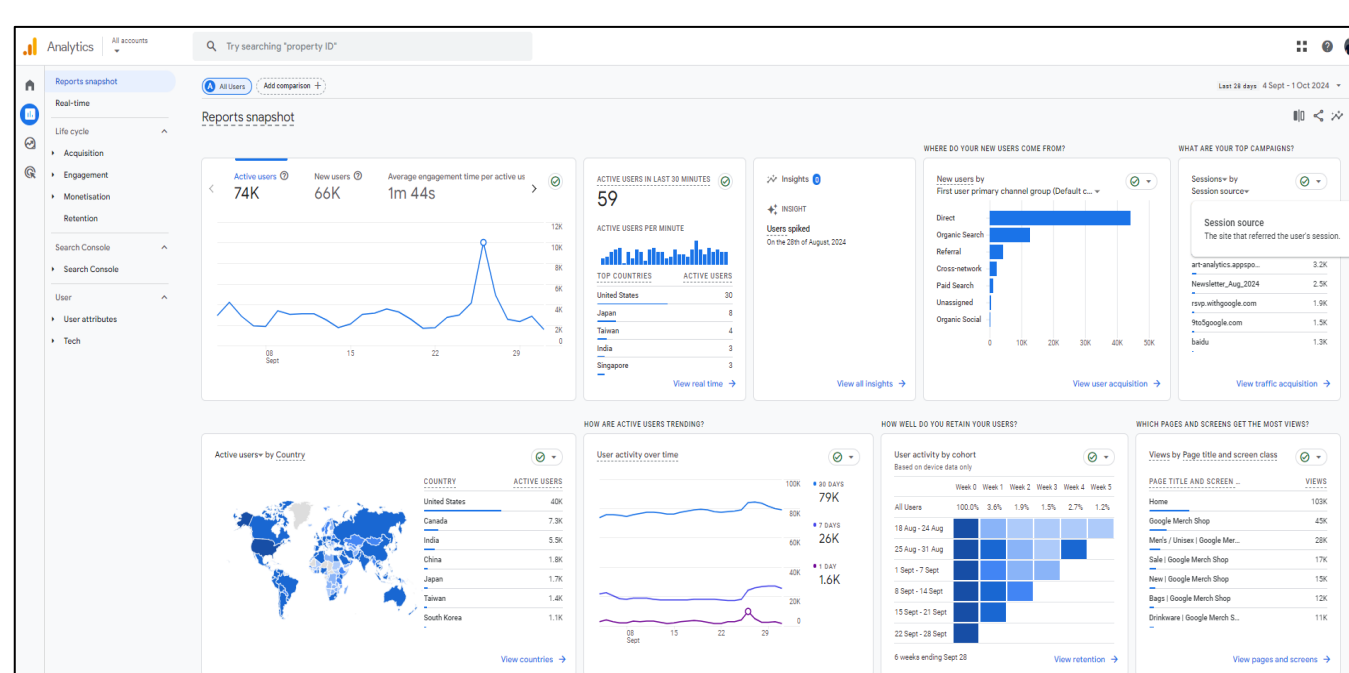 Analytics
All accounts
Try searching "property ID"
Reports snapshot
Real-time
Life cycle
Acquisition
Engagement
Monetisation
Retention
Search Console
Search Console
User
User attributes
Tech
A All Users
Add comparison +
Last 28 days 4 Sept - 1 Oct 2024
Reports snapshot
Active users
74K
New users
66K
Average engagement time per active us
1m 44s
12K
10K
8K
6K
4K
2K
0
08
Sept
15
22
29
ACTIVE USERS IN LAST 30 MINUTES
59
ACTIVE USERS PER MINUTE
TOP COUNTRIES ACTIVE USERS
United States 30
Japan 8
Taiwan 4
India 3
Singapore 3
View real time
Insights
INSIGHT
Users spiked
On the 28th of August, 2024
View all insights
WHERE DO YOUR NEW USERS COME FROM?
New users by
First user primary channel group (Default c...
Direct
Organic Search
Referral
Cross-network
Paid Search
Unassigned
Organic Social
0 10K 20K 30K 40K 50K
View user acquisition
WHAT ARE YOUR TOP CAMPAIGNS?
Sessions by
Session source
Session source
The site that referred the user's session.
art-analytics.appspo... 3.2K
Newsletter_Aug_2024 2.5K
rsvp.withgoogle.com 1.9K
9to5google.com 1.5K
baidu 1.3K
View traffic acquisition
Active users by Country
COUNTRY ACTIVE USERS
United States 40K
Canada 7.3K
India 5.5K
China 1.8K
Japan 1.7K
Taiwan 1.4K
South Korea 1.1K
View countries
HOW ARE ACTIVE USERS TRENDING?
User activity over time
100K
80K
60K
40K
20K
0
08
Sept
15
22
29
30 DAYS
79K
7 DAYS
26K
1 DAY
1.6K
HOW WELL DO YOU RETAIN YOUR USERS?
User activity by cohort
Based on device data only
Week 0 Week 1 Week 2 Week 3 Week 4 Week 5
All Users 100.0% 3.6% 1.9% 1.5% 2.7% 1.2%
18 Aug - 24 Aug
25 Aug - 31 Aug
1 Sept - 7 Sept
8 Sept - 14 Sept
15 Sept - 21 Sept
22 Sept - 28 Sept
6 weeks ending Sept 28
View retention
WHICH PAGES AND SCREENS GET THE MOST VIEWS?
Views by Page title and screen class
PAGE TITLE AND SCREEN ... VIEWS
Home 103K
Google Merch Shop 45K
Men's / Unisex | Google Mer... 28K
Sale | Google Merch Shop 17K
New | Google Merch Shop 15K
Bags | Google Merch Shop 12K
Drinkware | Google Merch S... 11K
View pages and screens